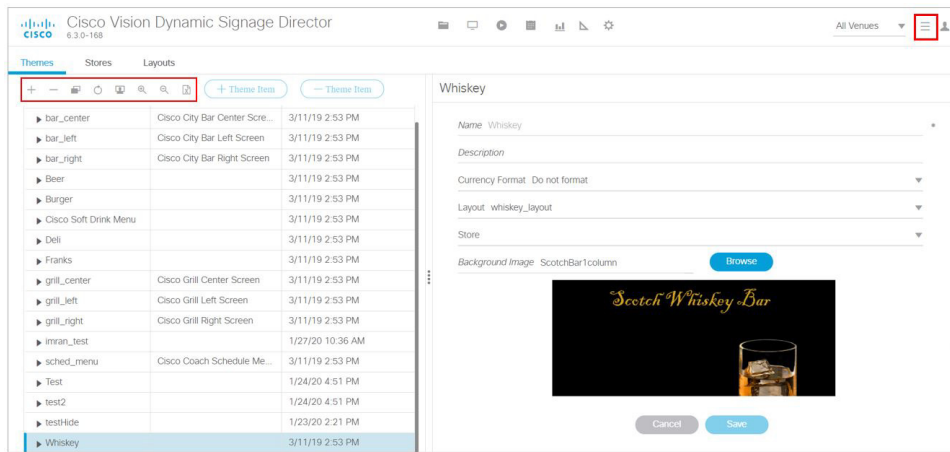 CISCO
Cisco Vision Dynamic Signage Director
6.3.0-168
All Venues
Themes Stores Layouts
+ Theme Item — Theme Item
Whiskey
bar_center Cisco City Bar Center Scre... 3/11/19 2:53 PM
bar_left Cisco City Bar Left Screen 3/11/19 2:53 PM
bar_right Cisco City Bar Right Screen 3/11/19 2:53 PM
Beer 3/11/19 2:53 PM
Burger 3/11/19 2:53 PM
Cisco Soft Drink Menu 3/11/19 2:53 PM
Deli 3/11/19 2:53 PM
Franks 3/11/19 2:53 PM
grill_center Cisco Grill Center Screen 3/11/19 2:53 PM
grill_left Cisco Grill Left Screen 3/11/19 2:53 PM
grill_right Cisco Grill Right Screen 3/11/19 2:53 PM
imran_test 1/27/20 10:36 AM
sched_menu Cisco Coach Schedule Me... 3/11/19 2:53 PM
Test 1/24/20 4:51 PM
test2 1/24/20 4:51 PM
testHide 1/23/20 2:21 PM
Whiskey 3/11/19 2:53 PM
Name Whiskey *
Description
Currency Format Do not format
Layout whiskey_layout
Store
Background Image ScotchBar1column Browse
Scotch Whiskey Bar
Cancel Save